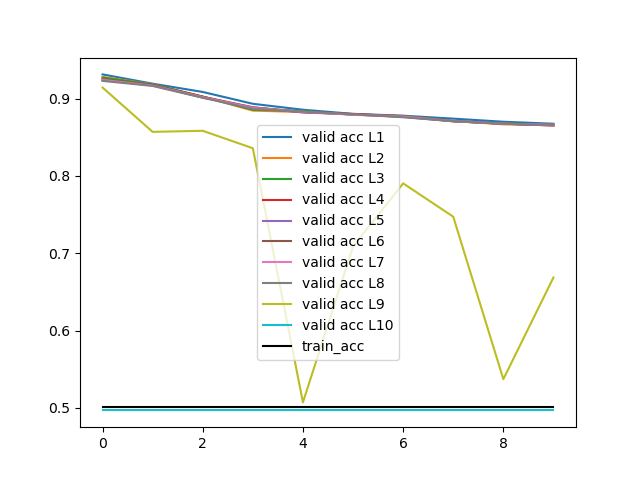 0.9
0.8
0.7
0.6
0.5
valid acc L1
valid acc L2
valid acc L3
valid acc L4
valid acc L5
valid acc L6
valid acc L7
valid acc L8
valid acc L9
valid acc L10
train_acc
0 2 4 6 8